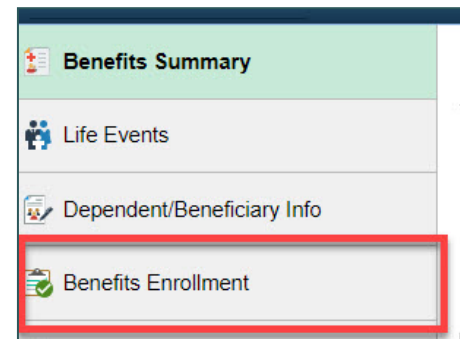 Benefits Summary
Life Events
Dependent/Beneficiary Info
Benefits Enrollment